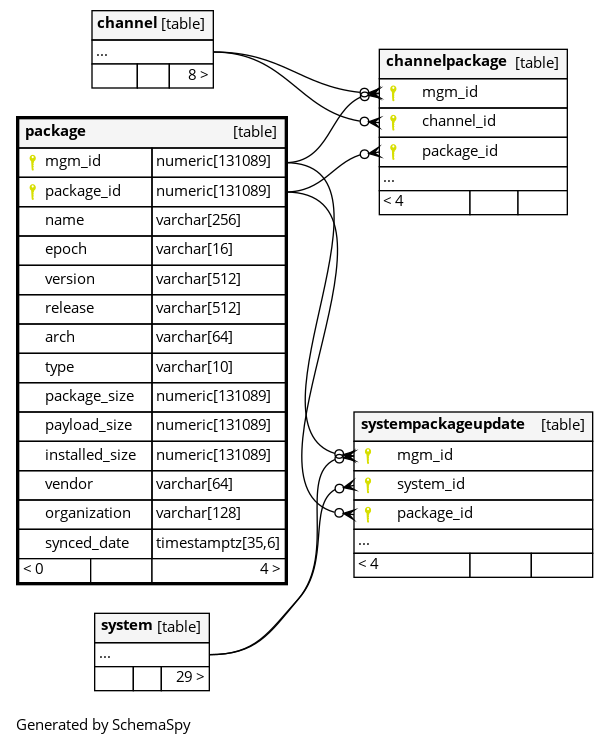 channel [table]
...
8 >
channelpackage [table]
mgm_id
channel_id
package_id
...
< 4
package [table]
mgm_id numeric[131089]
package_id numeric[131089]
name varchar[256]
epoch varchar[16]
version varchar[512]
release varchar[512]
arch varchar[64]
type varchar[10]
package_size numeric[131089]
payload_size numeric[131089]
installed_size numeric[131089]
vendor varchar[64]
organization varchar[128]
synced_date timestamptz[35,6]
< 0 4 >
systempackageupdate [table]
mgm_id
system_id
package_id
...
< 4
system [table]
...
29 >
Generated by SchemaSpy